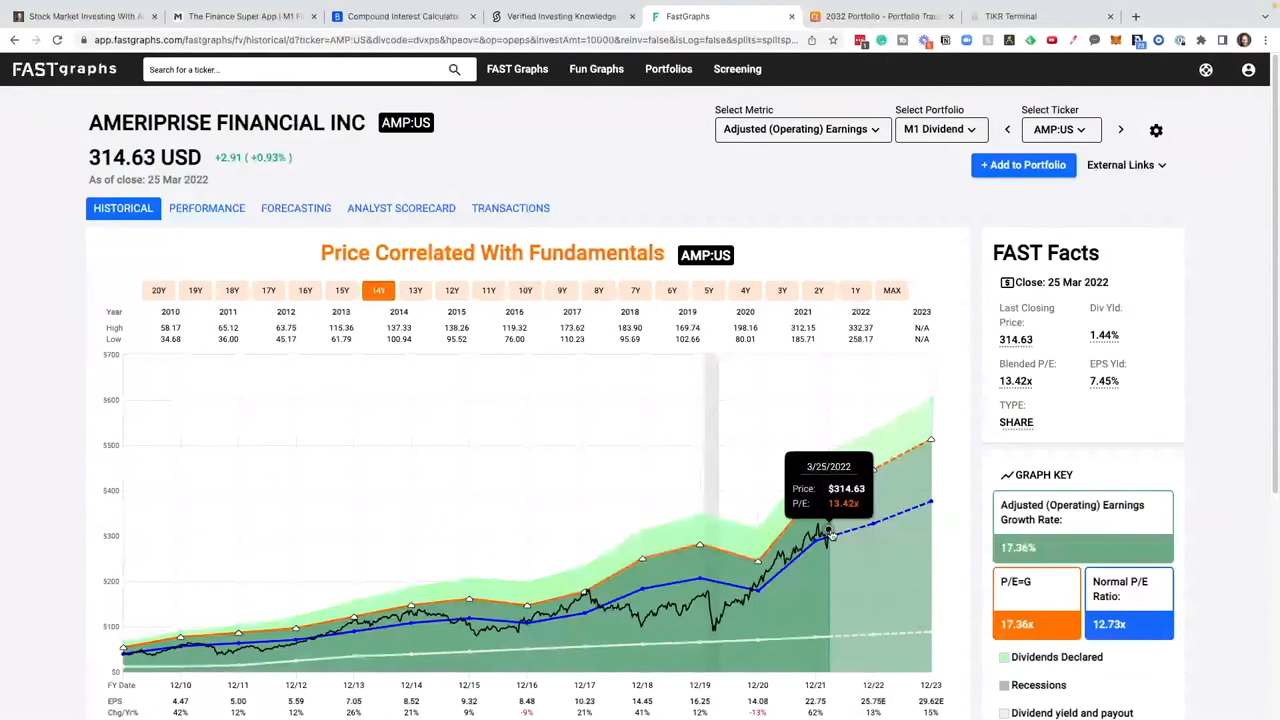 Stock Market Investing With A
The Finance Super App | M1 Fi
Compound Interest Calculator
Verified Investing Knowledge
FastGraphs
2032 Portfolio - Portfolio Trac
TIKR Terminal
app.fastgraphs.com/fastgraphs/fv/historical/d?ticker=AMP:US&divcode=dvxps&hpeov=&op=opeps&investAmt=10000&reinv=false&isLog=false&splits=splitsp...
FASTgraphs
Search for a ticker...
FAST Graphs
Fun Graphs
Portfolios
Screening
AMERIPRISE FINANCIAL INC AMP:US
314.63 USD +2.91 ( +0.93% )
As of close: 25 Mar 2022
Select Metric
Adjusted (Operating) Earnings
Select Portfolio
M1 Dividend
Select Ticker
AMP:US
+ Add to Portfolio
External Links
HISTORICAL PERFORMANCE FORECASTING ANALYST SCORECARD TRANSACTIONS
Price Correlated With Fundamentals AMP:US
20Y 19Y 18Y 17Y 16Y 15Y 14Y 13Y 12Y 11Y 10Y 9Y 8Y 7Y 6Y 5Y 4Y 3Y 2Y 1Y MAX
Year 2010 2011 2012 2013 2014 2015 2016 2017 2018 2019 2020 2021 2022 2023
High 58.17 65.12 63.75 115.36 137.33 138.26 119.32 173.62 183.90 169.74 198.16 312.15 332.37 N/A
Low 34.68 36.00 45.17 61.79 100.94 95.52 76.00 110.23 95.69 102.66 80.01 185.71 258.17 N/A
$700
$600
$500
$400
$300
$200
$100
$0
3/25/2022
Price: $314.63
P/E: 13.42x
FY Date 12/10 12/11 12/12 12/13 12/14 12/15 12/16 12/17 12/18 12/19 12/20 12/21 12/22 12/23
EPS 4.47 5.00 5.59 7.05 8.52 9.32 8.48 10.23 14.45 16.25 14.08 22.75 25.75E 29.62E
Chg/Yr% 42% 12% 12% 26% 21% 9% -9% 21% 41% 12% -13% 62% 13% 15%
FAST Facts
Close: 25 Mar 2022
Last Closing Price:
314.63
Div Yld:
1.44%
Blended P/E:
13.42x
EPS Yld:
7.45%
TYPE:
SHARE
GRAPH KEY
Adjusted (Operating) Earnings
Growth Rate:
17.36%
P/E=G
17.36x
Normal P/E
Ratio:
12.73x
Dividends Declared
Recessions
Dividend yield and payout